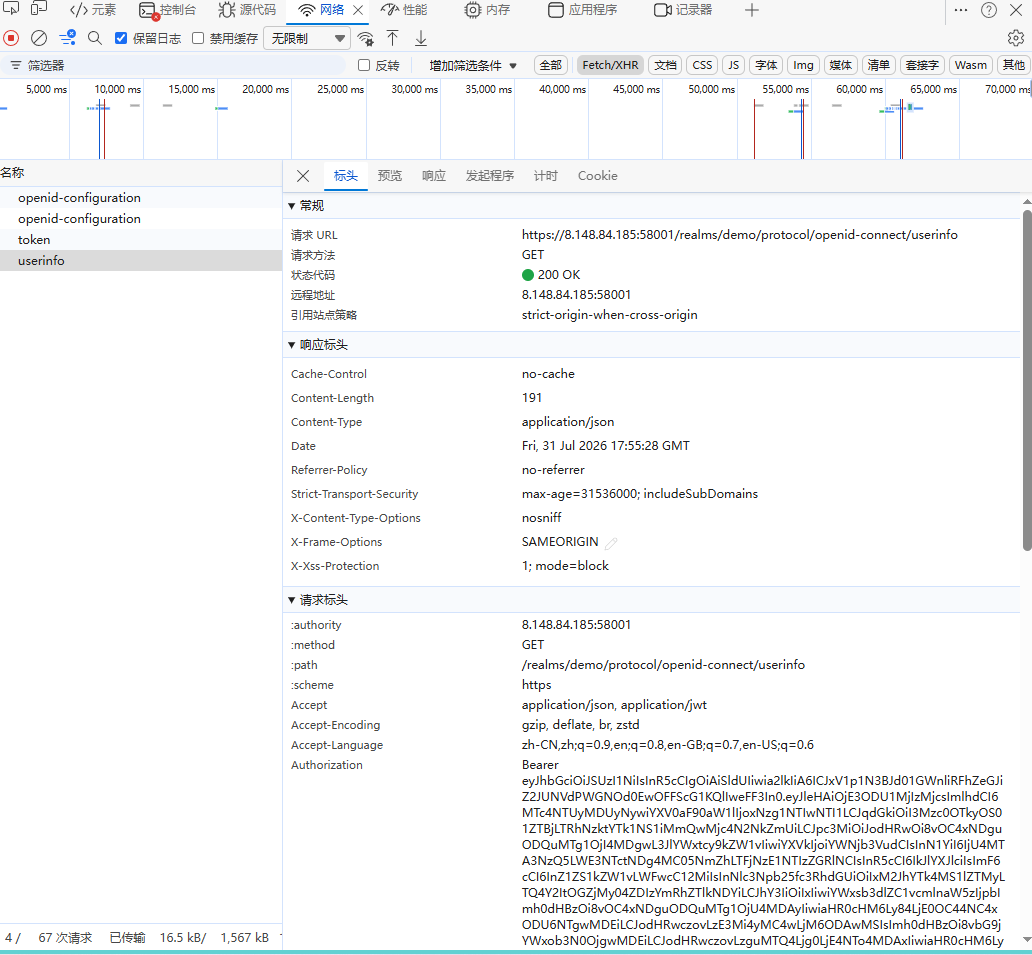 元素 控制台 源代码 网络 性能 内存 应用程序 记录器
保留日志 禁用缓存 无限制
筛选器 反转 增加筛选条件 全部 Fetch/XHR 文档 CSS JS 字体 Img 媒体 清单 套接字 Wasm 其他
5,000 ms 10,000 ms 15,000 ms 20,000 ms 25,000 ms 30,000 ms 35,000 ms 40,000 ms 45,000 ms 50,000 ms 55,000 ms 60,000 ms 65,000 ms 70,000 ms
名称
openid-configuration
openid-configuration
token
userinfo
标头 预览 响应 发起程序 计时 Cookie
常规
请求 URL https://8.148.84.185:58001/realms/demo/protocol/openid-connect/userinfo
请求方法 GET
状态代码 200 OK
远程地址 8.148.84.185:58001
引用站点策略 strict-origin-when-cross-origin
响应标头
Cache-Control no-cache
Content-Length 191
Content-Type application/json
Date Fri, 31 Jul 2026 17:55:28 GMT
Referrer-Policy no-referrer
Strict-Transport-Security max-age=31536000; includeSubDomains
X-Content-Type-Options nosniff
X-Frame-Options SAMEORIGIN
X-Xss-Protection 1; mode=block
请求标头
:authority 8.148.84.185:58001
:method GET
:path /realms/demo/protocol/openid-connect/userinfo
:scheme https
Accept application/json, application/jwt
Accept-Encoding gzip, deflate, br, zstd
Accept-Language zh-CN,zh;q=0.9,en;q=0.8,en-GB;q=0.7,en-US;q=0.6
Authorization Bearer
4 / 67 次请求 已传输 16.5 kB/ 1,567 kB